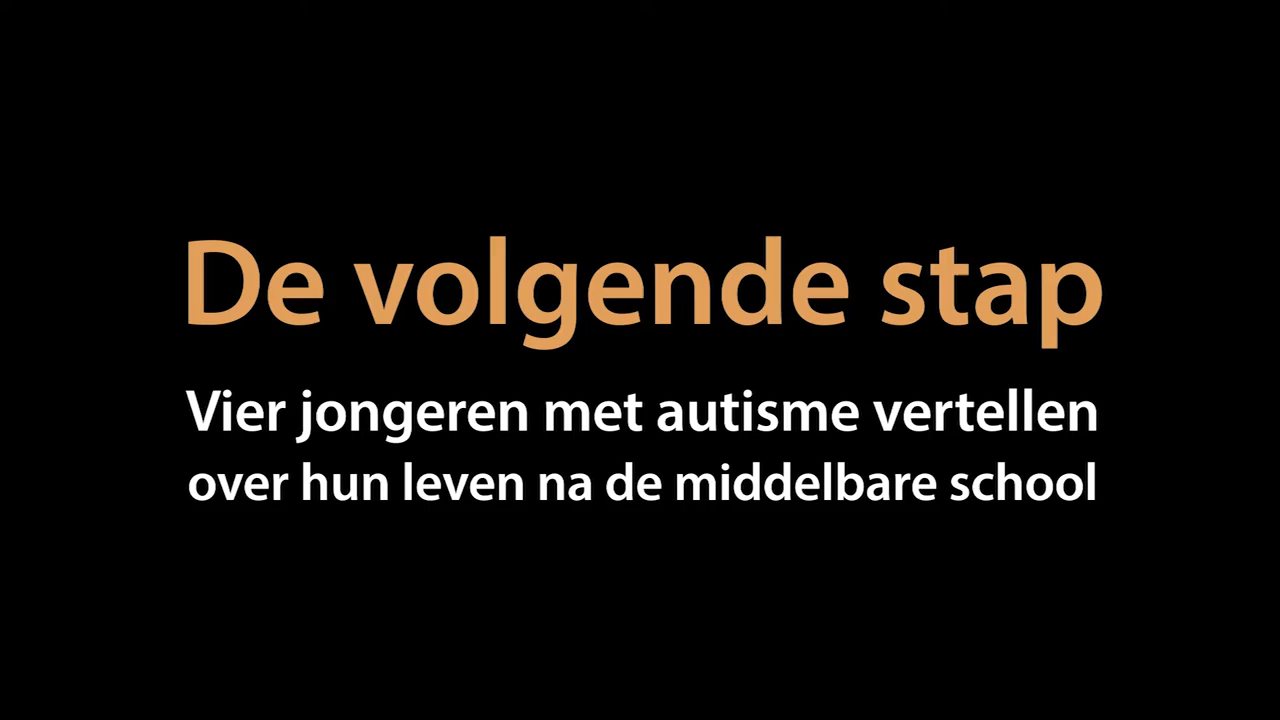 De volgende stap
Vier jongeren met autisme vertellen
over hun leven na de middelbare school